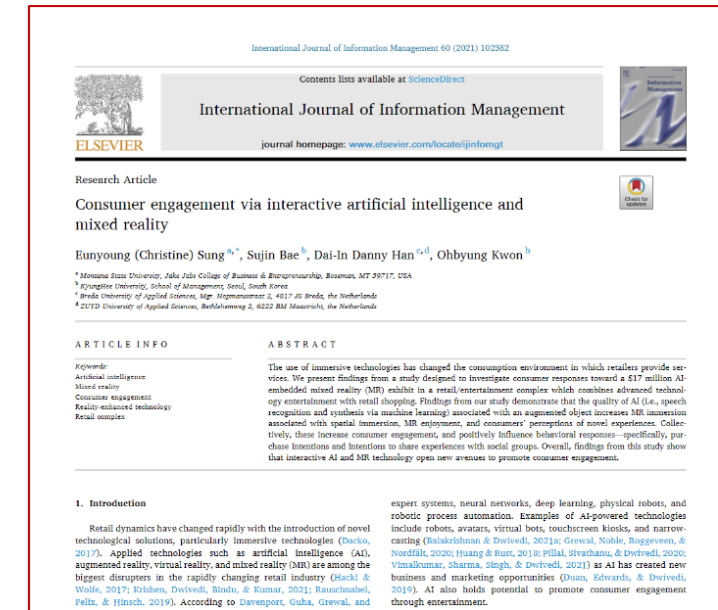 International Journal of Information Management 60 (2021) 102382
Contents lists available at ScienceDirect
International Journal of Information Management
ELSEVIER
journal homepage: www.elsevier.com/locate/ijinfomgt
Information
Management
Research Article
Check for
updates
Consumer engagement via interactive artificial intelligence and
mixed reality
Eunyoung (Christine) Sung a,*, Sujin Bae b, Dai-In Danny Han c,d, Ohbyung Kwon b
a Montana State University, Jake Jabs College of Business & Entrepreneurship, Bozeman, MT 59717, USA
b KyungHee University, School of Management, Seoul, South Korea
c Breda University of Applied Sciences, Mgr. Hopmansstraat 2, 4817 JS Breda, the Netherlands
d ZUYD University of Applied Sciences, Bethlehemweg 2, 6222 BM Maastricht, the Netherlands
ARTICLE INFO
Keywords:
Artificial intelligence
Mixed reality
Consumer engagement
Reality-enhanced technology
Retail complex
ABSTRACT
The use of immersive technologies has changed the consumption environment in which retailers provide ser-
vices. We present findings from a study designed to investigate consumer responses toward a $17 million AI-
embedded mixed reality (MR) exhibit in a retail/entertainment complex which combines advanced technol-
ogy entertainment with retail shopping. Findings from our study demonstrate that the quality of AI (i.e., speech
recognition and synthesis via machine learning) associated with an augmented object increases MR immersion
associated with spatial immersion, MR enjoyment, and consumers' perceptions of novel experiences. Collec-
tively, these increase consumer engagement, and positively influence behavioral responses—specifically, pur-
chase intentions and intentions to share experiences with social groups. Overall, findings from this study show
that interactive AI and MR technology open new avenues to promote consumer engagement.
1. Introduction
Retail dynamics have changed rapidly with the introduction of novel
technological solutions, particularly immersive technologies (Dacko,
2017). Applied technologies such as artificial intelligence (AI),
augmented reality, virtual reality, and mixed reality (MR) are among the
biggest disrupters in the rapidly changing retail industry (Hackl &
Wolfe, 2017; Krishen, Dwivedi, Bindu, & Kumar, 2021; Rauschnabel,
Felix, & Hinsch, 2019). According to Davenport, Guha, Grewal, and
expert systems, neural networks, deep learning, physical robots, and
robotic process automation. Examples of AI-powered technologies
include robots, avatars, virtual bots, touchscreen kiosks, and narrow-
casting (Balakrishnan & Dwivedi, 2021a; Grewal, Noble, Roggeveen, &
Nordfält, 2020; Huang & Rust, 2018; Pillai, Sivathanu, & Dwivedi, 2020;
Vimalkumar, Sharma, Singh, & Dwivedi, 2021) as AI has created new
business and marketing opportunities (Duan, Edwards, & Dwivedi,
2019). AI also holds potential to promote consumer engagement
through entertainment.